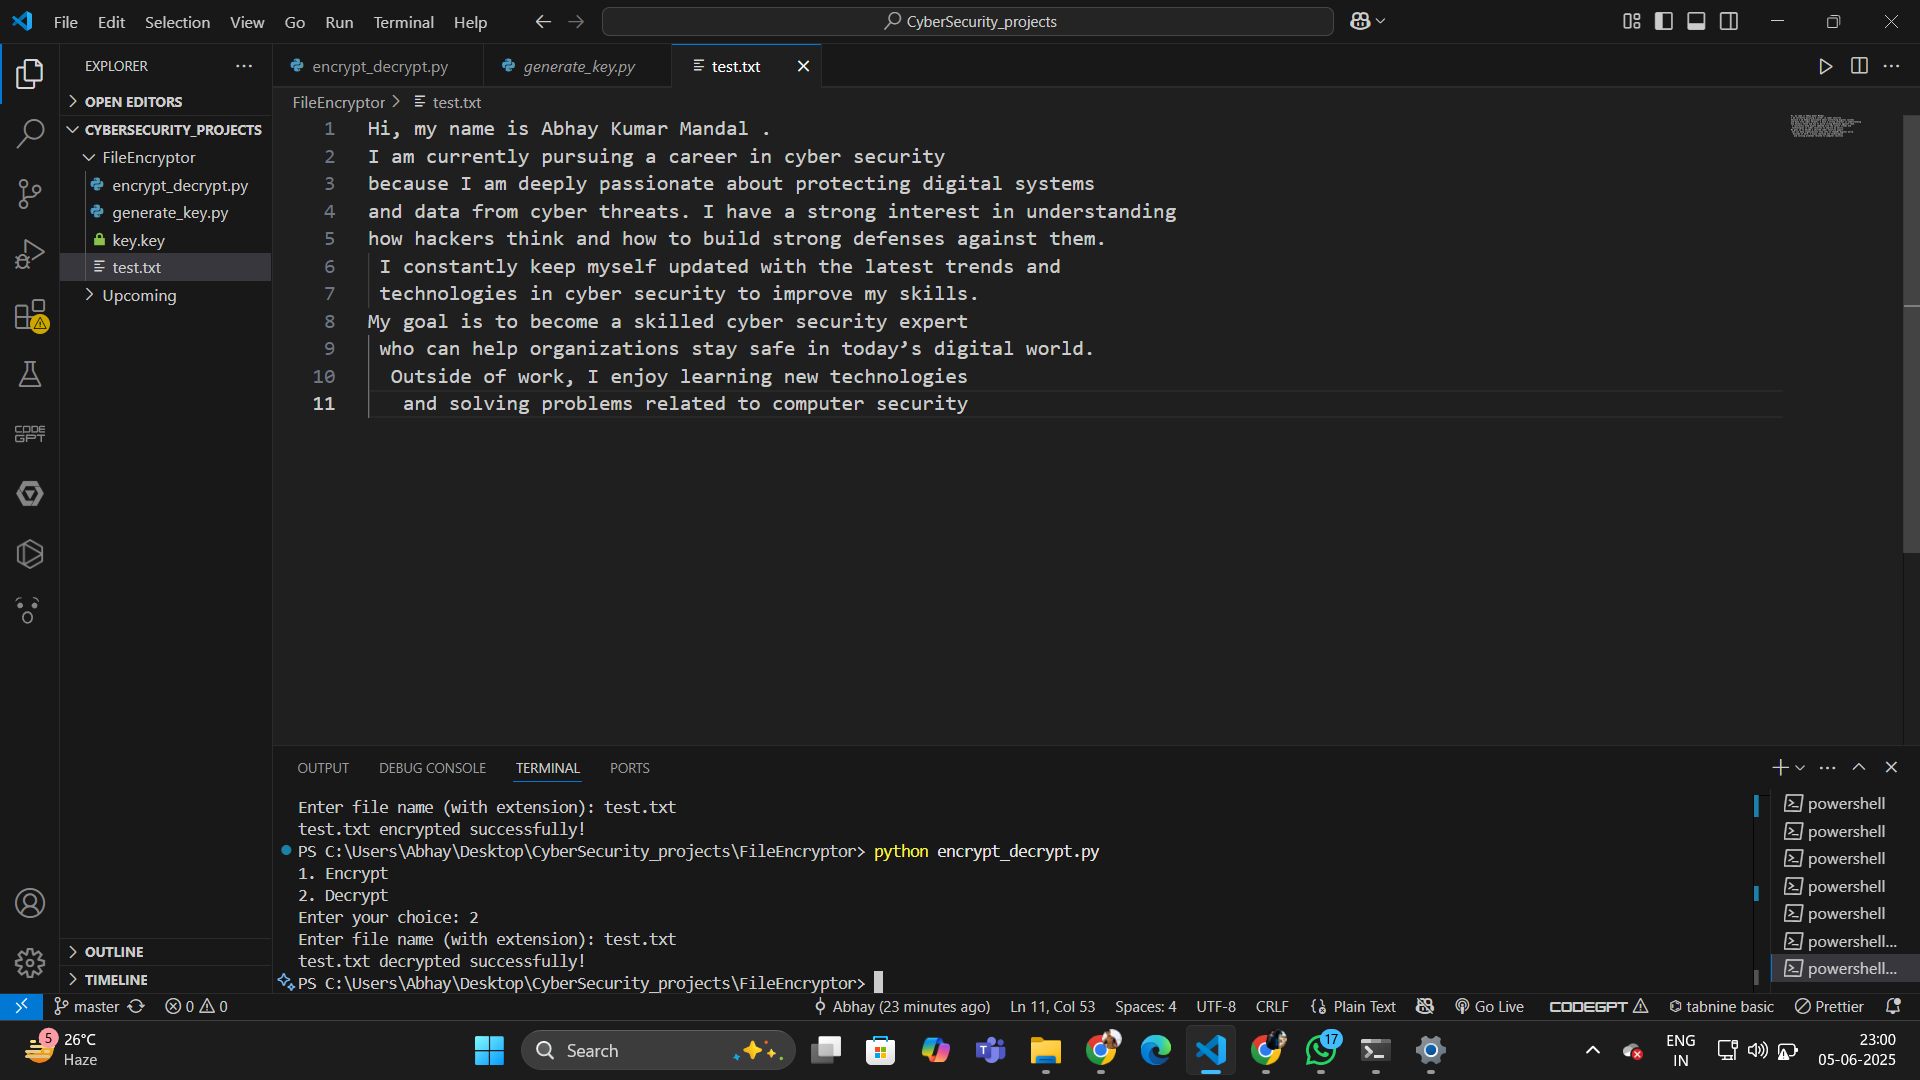 File Edit Selection View Go Run Terminal Help
CyberSecurity_projects
EXPLORER
OPEN EDITORS
CYBERSECURITY_PROJECTS
FileEncryptor
encrypt_decrypt.py
generate_key.py
key.key
test.txt
Upcoming
OUTLINE
TIMELINE
encrypt_decrypt.py generate_key.py test.txt
FileEncryptor > test.txt
1 Hi, my name is Abhay Kumar Mandal .
2 I am currently pursuing a career in cyber security
3 because I am deeply passionate about protecting digital systems
4 and data from cyber threats. I have a strong interest in understanding
5 how hackers think and how to build strong defenses against them.
6 I constantly keep myself updated with the latest trends and
7 technologies in cyber security to improve my skills.
8 My goal is to become a skilled cyber security expert
9 who can help organizations stay safe in today’s digital world.
10 Outside of work, I enjoy learning new technologies
11 and solving problems related to computer security
CODE GPT
OUTPUT DEBUG CONSOLE TERMINAL PORTS
Enter file name (with extension): test.txt
test.txt encrypted successfully!
PS C:\Users\Abhay\Desktop\CyberSecurity_projects\FileEncryptor> python encrypt_decrypt.py
1. Encrypt
2. Decrypt
Enter your choice: 2
Enter file name (with extension): test.txt
test.txt decrypted successfully!
PS C:\Users\Abhay\Desktop\CyberSecurity_projects\FileEncryptor>
powershell
powershell
powershell
powershell
powershell
powershell...
powershell...
master 0 0 Abhay (23 minutes ago) Ln 11, Col 53 Spaces: 4 UTF-8 CRLF Plain Text Go Live CODEGPT tabnine basic Prettier
5 26°C
Haze
Search
17
ENG
IN
23:00
05-06-2025